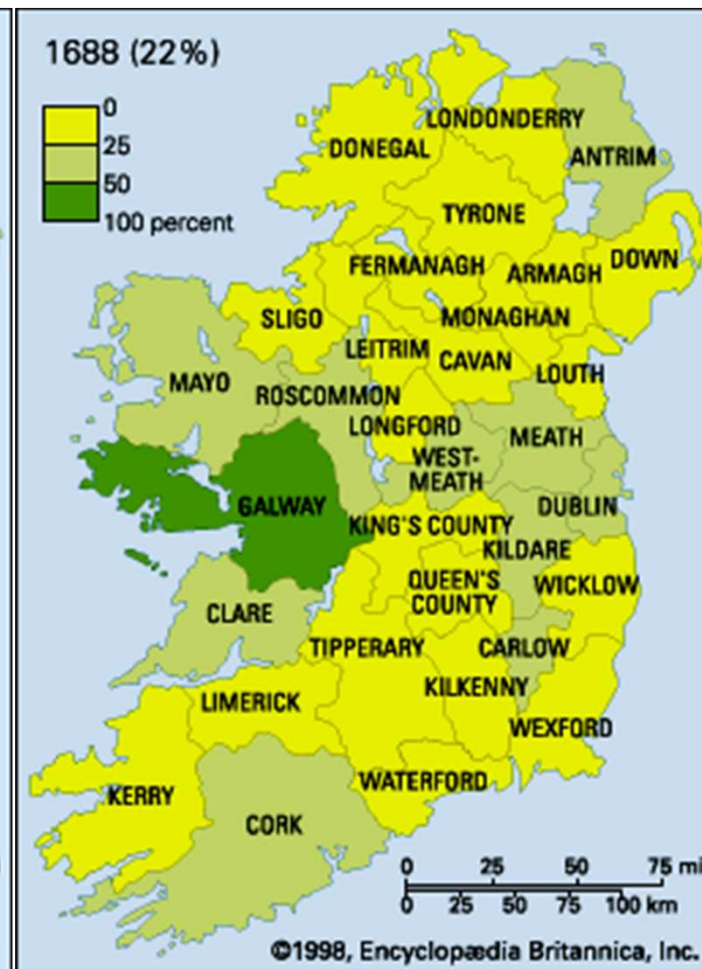 1688 (22%)
0
25
50
100 percent
LONDONDERRY
DONEGAL
ANTRIM
TYRONE
FERMANAGH
ARMAGH
DOWN
SLIGO
MONAGHAN
LEITRIM
CAVAN
LOUTH
MAYO
ROSCOMMON
LONGFORD
MEATH
WEST-
MEATH
GALWAY
DUBLIN
KING'S COUNTY
KILDARE
QUEEN'S
COUNTY
WICKLOW
CLARE
TIPPERARY
CARLOW
KILKENNY
LIMERICK
WEXFORD
WATERFORD
KERRY
CORK
0 25 50 75 mi
0 25 50 75 100 km
©1998, Encyclopædia Britannica, Inc.